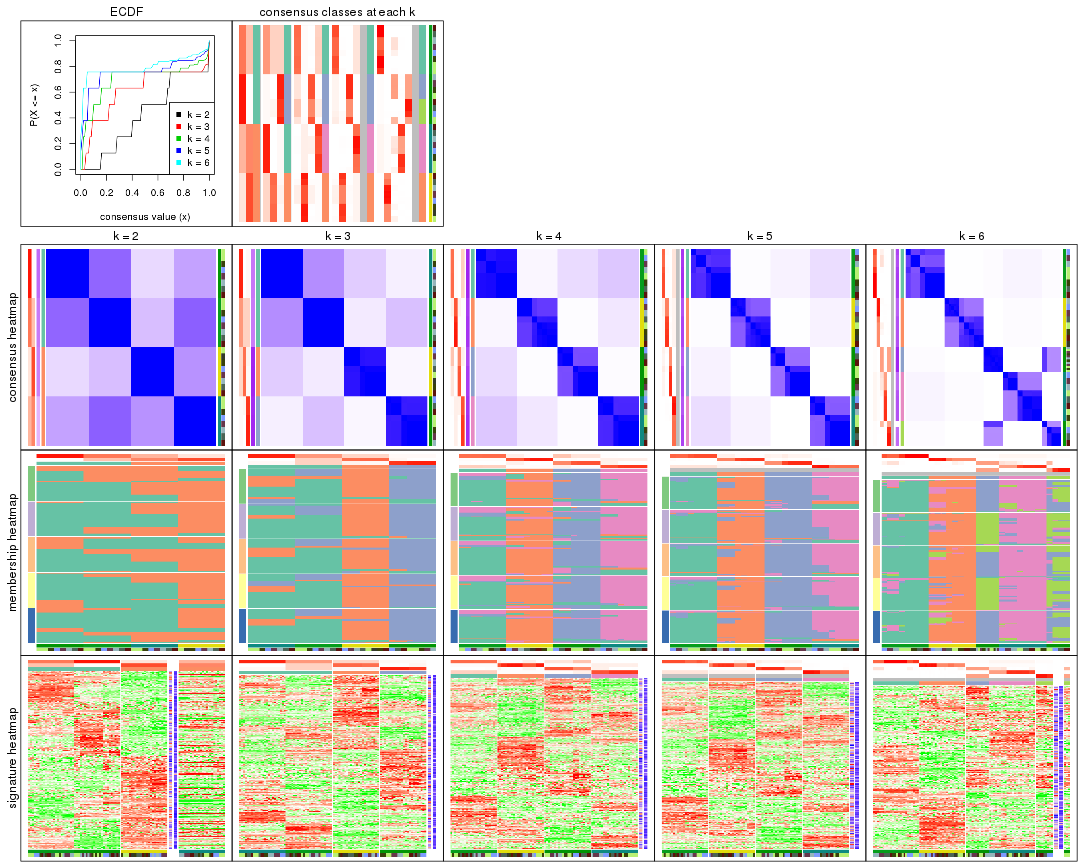 ECDF
consensus classes at each k
P(X <= x)
0.0 0.2 0.4 0.6 0.8 1.0
k = 2
k = 3
k = 4
k = 5
k = 6
0.0 0.2 0.4 0.6 0.8 1.0
consensus value (x)
k = 2
k = 3
k = 4
k = 5
k = 6
consensus heatmap
membership heatmap
signature heatmap